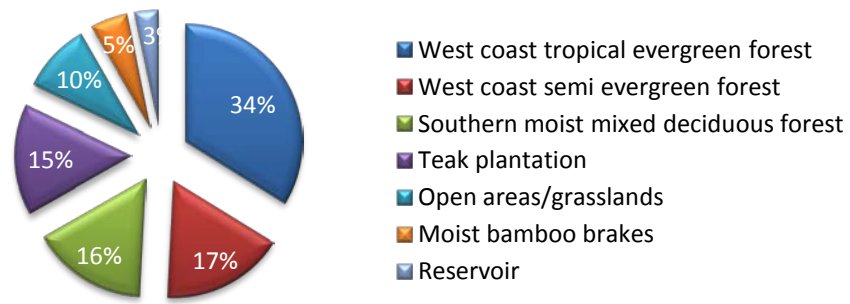 5%
3%
10%
34%
15%
16%
17%
West coast tropical evergreen forest
West coast semi evergreen forest
Southern moist mixed deciduous forest
Teak plantation
Open areas/grasslands
Moist bamboo brakes
Reservoir